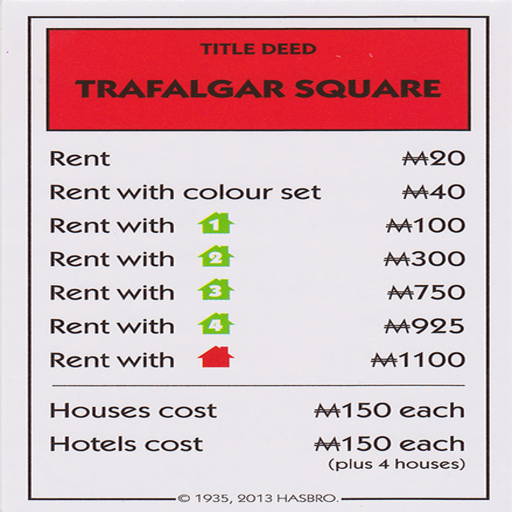 TITLE DEED
TRAFALGAR SQUARE
Rent ₩20
Rent with colour set ₩40
Rent with 1 ₩100
Rent with 2 ₩300
Rent with 3 ₩750
Rent with 4 ₩925
Rent with ₩1100
Houses cost ₩150 each
Hotels cost ₩150 each
(plus 4 houses)
© 1935, 2013 HASBRO.